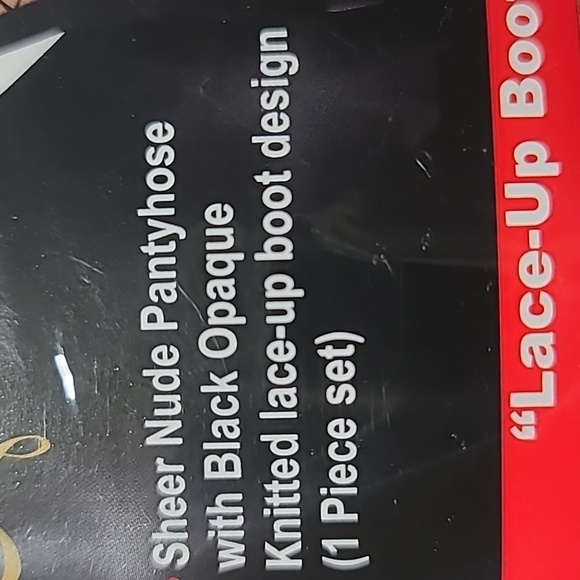 Sheer Nude Pantyhose
with Black Opaque
Knitted lace-up boot design
(1 Piece set)
“Lace-Up Boo